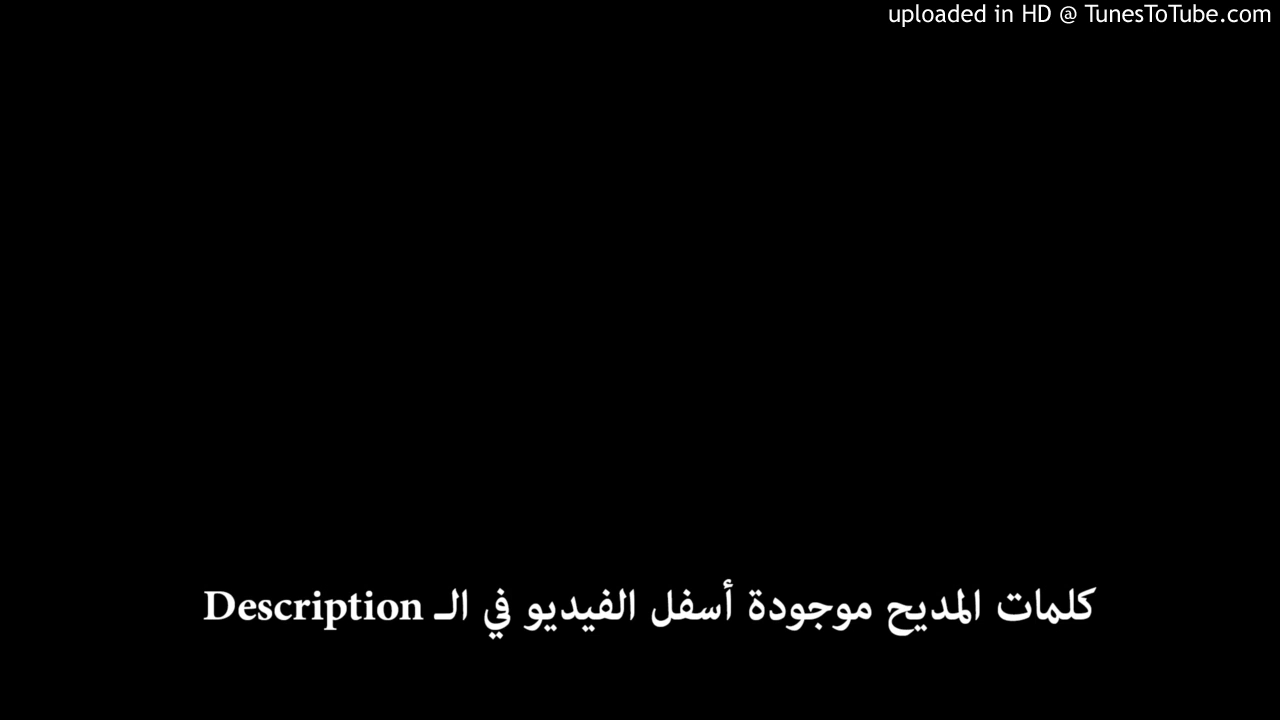 uploaded in HD @ TunesToTube.com
كلمات المديح موجودة أسفل الفيديو في الـ Description